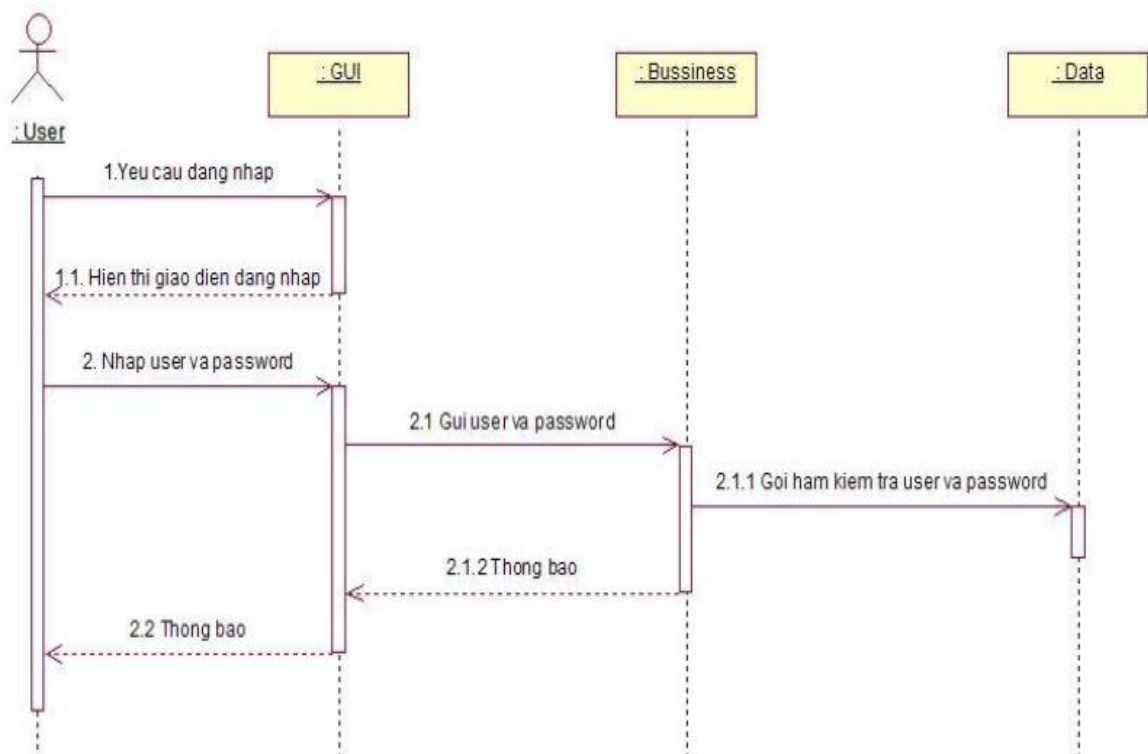 : GUI
: Bussiness
: Data
: User
1.Yeu cau dang nhap
1.1. Hien thi giao dien dang nhap
2. Nhap user va password
2.1 Gui user va password
2.1.1 Goi ham kiem tra user va password
2.1.2 Thong bao
2.2 Thong bao